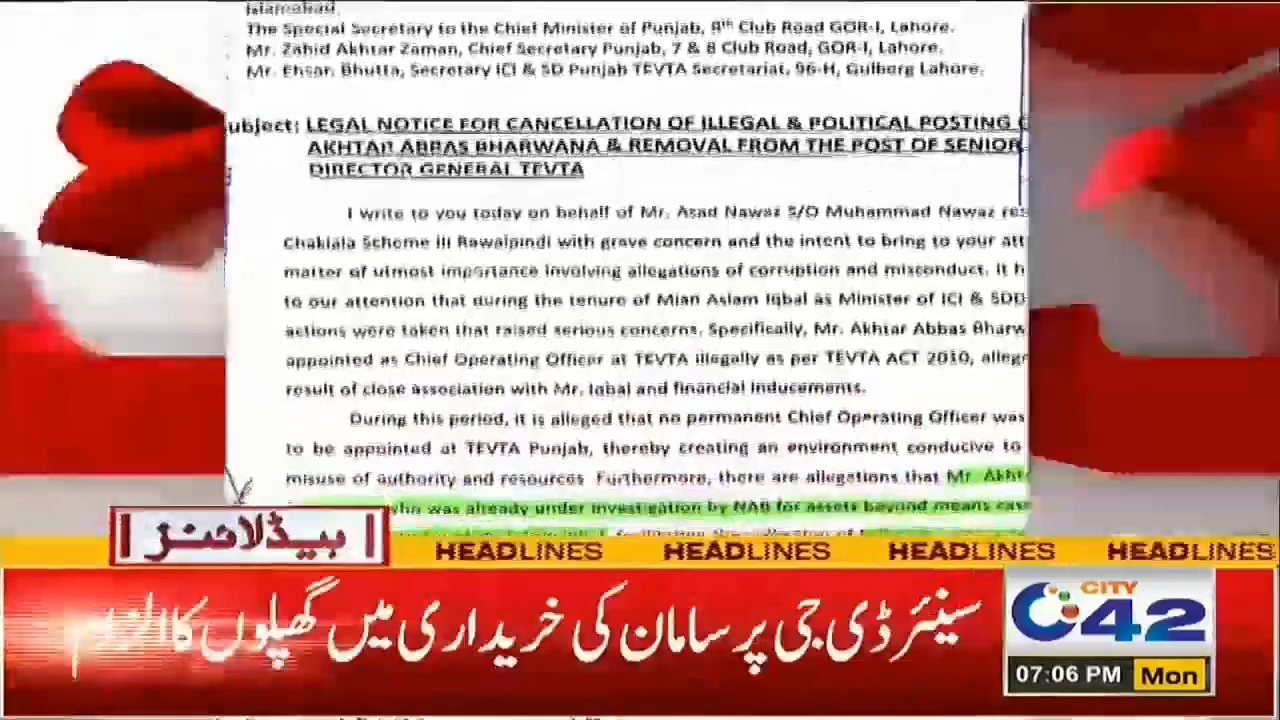 Islamabad.
The Special Secretary to the Chief Minister of Punjab, 8th Club Road GOR-I, Lahore.
Mr. Zahid Akhtar Zaman, Chief Secretary Punjab, 7 & 8 Club Road, GOR-I, Lahore.
Mr. Ehsan Bhutta, Secretary ICI & SD Punjab TEVTA Secretariat, 96-H, Gulberg Lahore.
ubject: LEGAL NOTICE FOR CANCELLATION OF ILLEGAL & POLITICAL POSTING
AKHTAR ABBAS BHARWANA & REMOVAL FROM THE POST OF SENIOR
DIRECTOR GENERAL TEVTA
I write to you today on behalf of Mr. Asad Nawaz S/O Muhammad Nawaz res
Chaklala Scheme III Rawalpindi with grave concern and the intent to bring to your att
matter of utmost importance involving allegations of corruption and misconduct. It h
to our attention that during the tenure of Mian Aslam Iqbal as Minister of ICI & SDD
actions were taken that raised serious concerns. Specifically, Mr. Akhtar Abbas Bharw
appointed as Chief Operating Officer at TEVTA illegally as per TEVTA ACT 2010, alleg
result of close association with Mr. Iqbal and financial inducements.
During this period, it is alleged that no permanent Chief Operating Officer was
to be appointed at TEVTA Punjab, thereby creating an environment conducive to
misuse of authority and resources. Furthermore, there are allegations that Mr. Akht
who was already under investigation by NAB for assets beyond means case
ہیڈلائنز
HEADLINES HEADLINES HEADLINES HEADLINES
سینئر ڈی جی پر سامان کی خریداری میں گھپلوں کا الزام
CITY
42
07:06 PM Mon